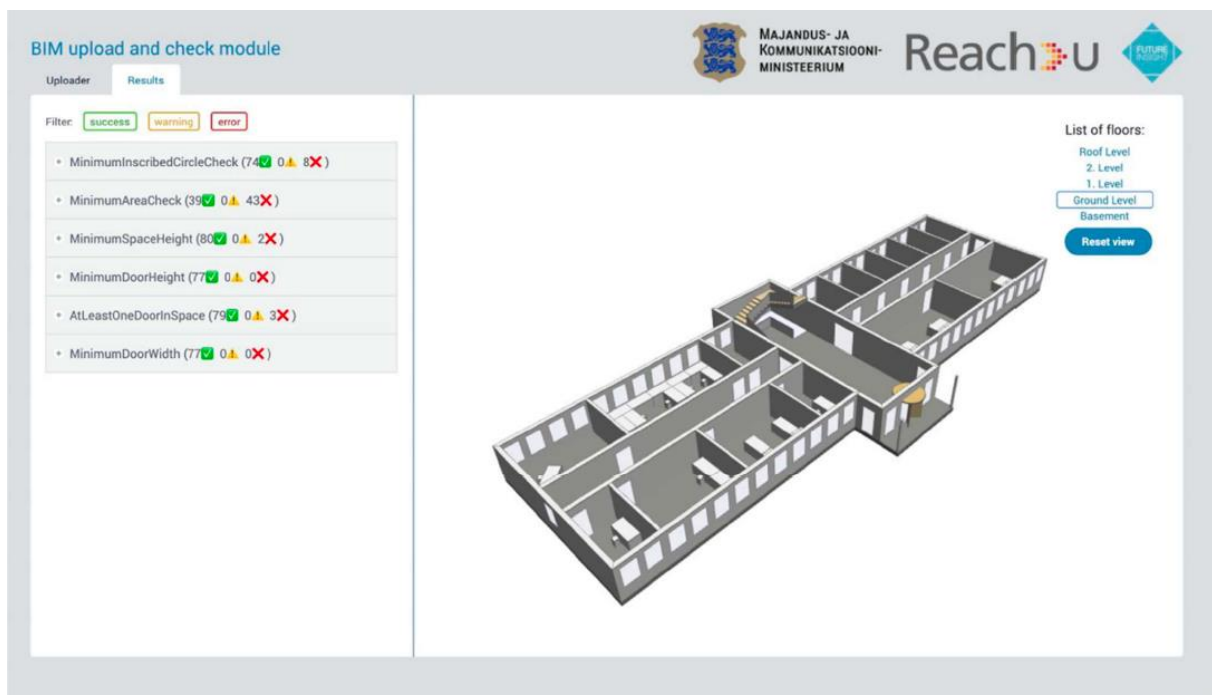 BIM upload and check module
MAJANDUS- JA
KOMMUNIKATSIOONI-
MINISTEERIUM
Reach U
FUTURE
INSIGHT
Uploader
Results
Filter: success warning error
MinimumInscribedCircleCheck (74✅ 0⚠️ 8❌)
MinimumAreaCheck (39✅ 0⚠️ 43❌)
MinimumSpaceHeight (80✅ 0⚠️ 2❌)
MinimumDoorHeight (77✅ 0⚠️ 0❌)
AtLeastOneDoorInSpace (79✅ 0⚠️ 3❌)
MinimumDoorWidth (77✅ 0⚠️ 0❌)
List of floors:
Roof Level
2. Level
1. Level
Ground Level
Basement
Reset view